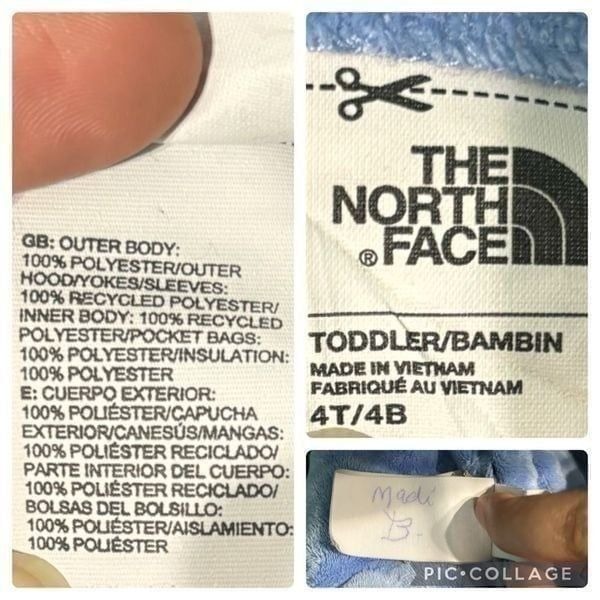 GB: OUTER BODY:
100% POLYESTER/OUTER
HOOD/YOKES/SLEEVES:
100% RECYCLED POLYESTER/
INNER BODY: 100% RECYCLED
POLYESTER/POCKET BAGS:
100% POLYESTER/INSULATION:
100% POLYESTER
E: CUERPO EXTERIOR:
100% POLIÉSTER/CAPUCHA
EXTERIOR/CANESÚS/MANGAS:
100% POLIÉSTER RECICLADO/
PARTE INTERIOR DEL CUERPO:
100% POLIÉSTER RECICLADO/
BOLSAS DEL BOLSILLO:
100% POLIÉSTER/AISLAMIENTO:
100% POLIÉSTER
THE
NORTH
® FACE
TODDLER/BAMBIN
MADE IN VIETNAM
FABRIQUÉ AU VIETNAM
4T/4B
Madi
B.
PIC•COLLAGE